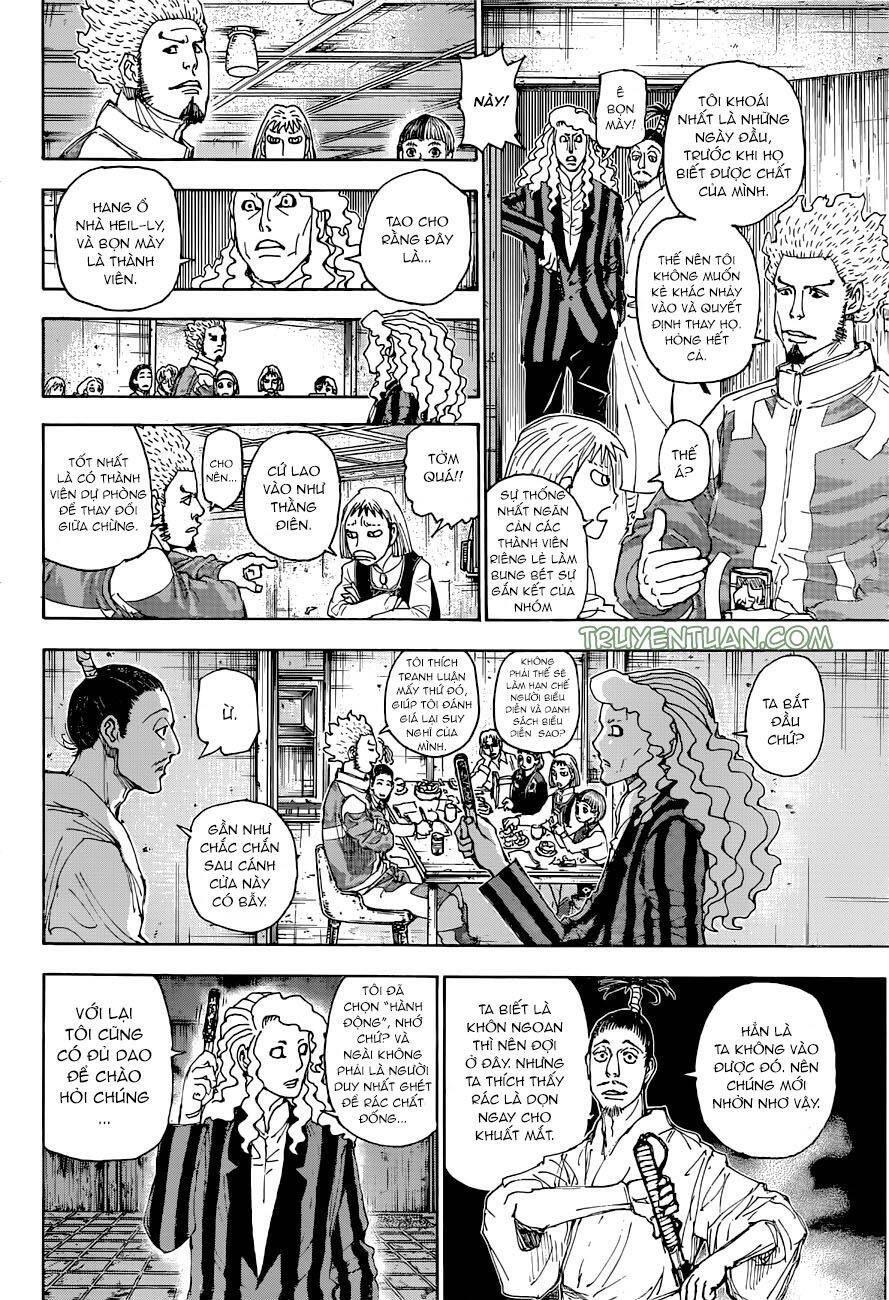 TÔI KHOÁI
NHẤT LÀ NHỮNG
NGÀY ĐẦU,
TRƯỚC KHI HỌ
BIẾT ĐƯỢC CHẤT
CỦA MÌNH.
THẾ NÊN TÔI
KHÔNG MUỐN
KẺ KHÁC NHẢY
VÀO VÀ QUYẾT
ĐỊNH THAY HỌ.
HỎNG HẾT
CẢ.
Ê
BỌN
MÀY!
THẾ
Á?
SỰ THỐNG
NHẤT NGĂN
CẢN CÁC
THÀNH VIÊN
RIÊNG LẺ LÀM
BUNG BÉT SỰ
GẮN KẾT CỦA
NHÓM
NÀY!
TAO CHO
RẰNG ĐÂY
LÀ...
HANG Ổ
NHÀ HEIL-LY,
VÀ BỌN MÀY
LÀ THÀNH
VIÊN.
TỞM
QUÁ!!
CỨ LAO
VÀO NHƯ
THẰNG
ĐIÊN.
CHO
NÊN...
TỐT NHẤT
LÀ CÓ THÀNH
VIÊN DỰ PHÒNG
ĐỂ THAY ĐỔI
GIỮA CHỪNG.
TRUYENTUAN.COM
TA BẮT
ĐẦU
CHỨ?
KHÔNG
PHẢI THẾ SẼ
LÀM HẠN CHẾ
NGƯỜI BIỂU
DIỄN VÀ DANH
SÁCH BIỂU
DIỄN SAO?
TÔI THÍCH
TRANH LUẬN
MẤY THỨ ĐÓ,
GIÚP TÔI ĐÁNH
GIÁ LẠI SUY
NGHĨ CỦA
MÌNH.
Ừ.
GẦN NHƯ
CHẮC CHẮN
SAU CÁNH
CỬA NÀY
CÓ BẪY.
HẲN LÀ
TA KHÔNG VÀO
ĐƯỢC ĐÓ. NÊN
CHÚNG MỚI
NHỞN NHƠ VẬY.
TA BIẾT LÀ
KHÔN NGOAN
THÌ NÊN ĐỢI
Ở ĐÂY. NHƯNG
TA THÍCH THẤY
RÁC LÀ DỌN
NGAY CHO
KHUẤT MẮT.
TÔI ĐÃ
CHỌN "HÀNH
ĐỘNG", NHỚ
CHỨ? VÀ
NGÀI KHÔNG
PHẢI LÀ NGƯỜI
DUY NHẤT GHÉT
ĐỂ RÁC CHẤT
ĐỐNG...
VỚI LẠI
TÔI CŨNG
CÓ ĐỦ DAO
ĐỂ CHÀO
HỎI CHÚNG
...